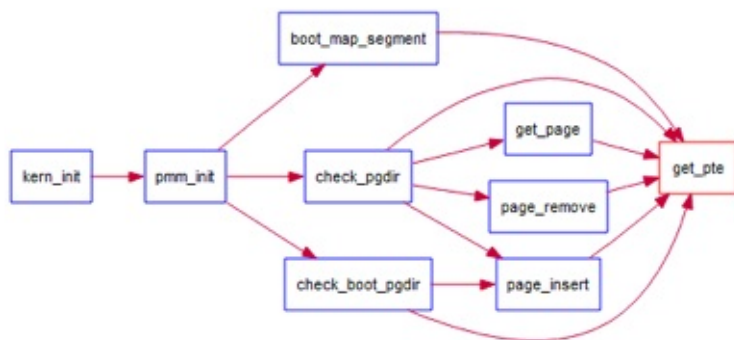 boot_map_segment
get_page
kern_init
pmm_init
check_pgdir
get_pte
page_remove
check_boot_pgdir
page_insert